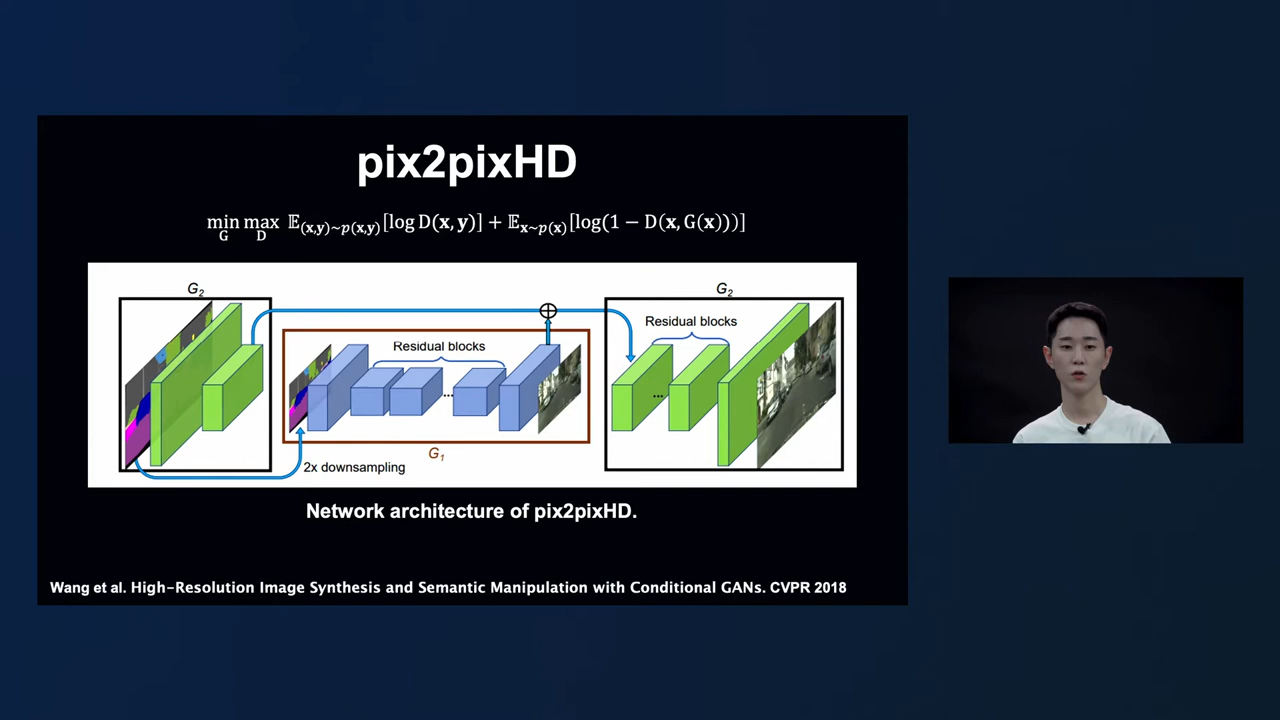 pix2pixHD
min max 𝔼(x,y)~p(x,y)[log D(x, y)] + 𝔼x~p(x)[log(1 − D(x, G(x)))]
G D
G2
G2
Residual blocks
Residual blocks
...
...
G1
2x downsampling
Network architecture of pix2pixHD.
Wang et al. High-Resolution Image Synthesis and Semantic Manipulation with Conditional GANs. CVPR 2018